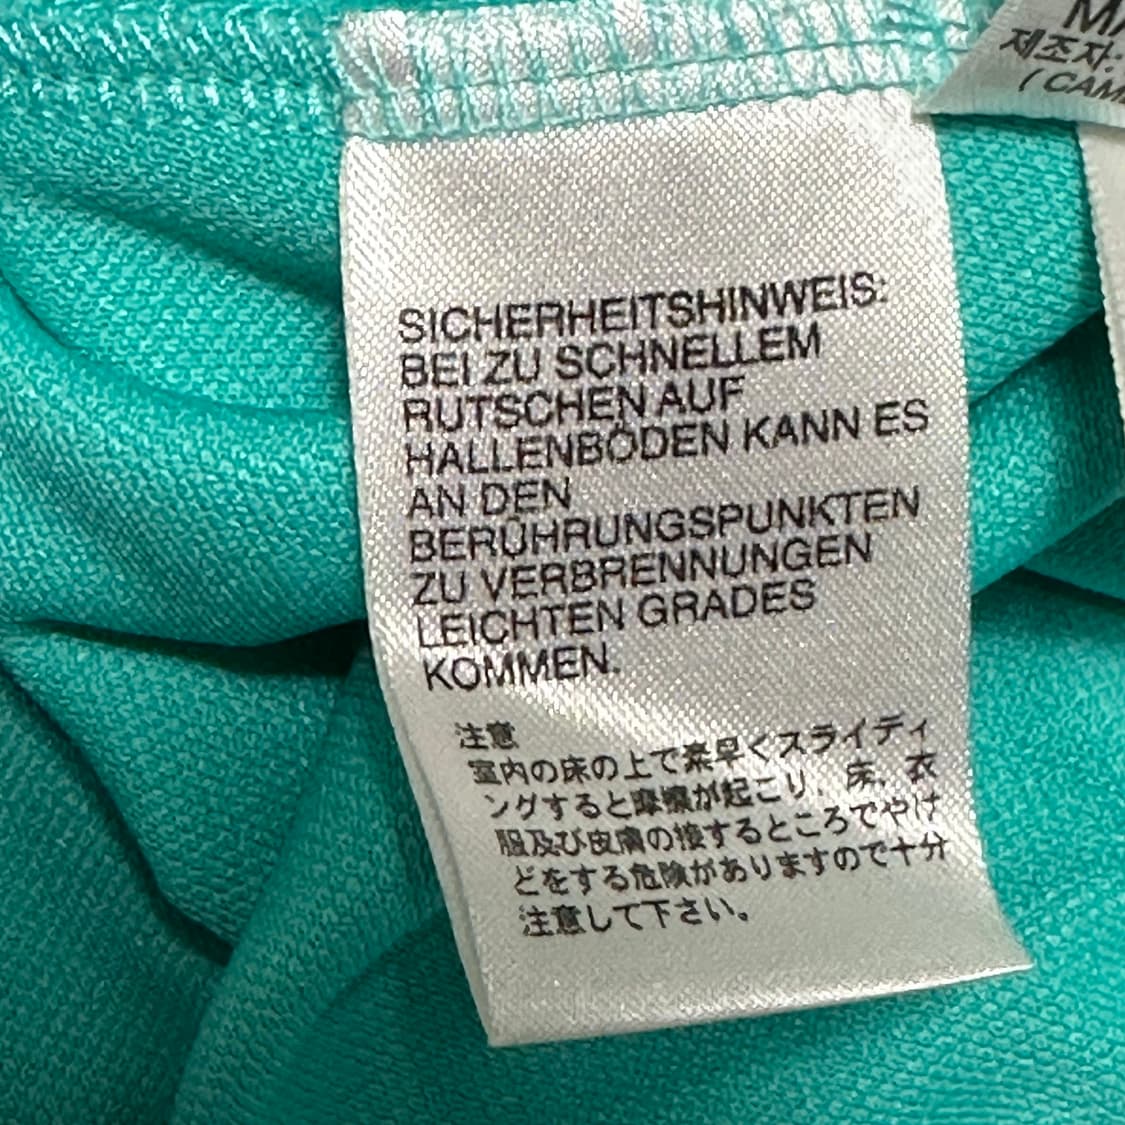 SICHERHEITSHINWEIS:
BEI ZU SCHNELLEM
RUTSCHEN AUF
HALLENBÖDEN KANN ES
AN DEN
BERÜHRUNGSPUNKTEN
ZU VERBRENNUNGEN
LEICHTEN GRADES
KOMMEN.
注意
室内の床の上で素早くスライディ
ングすると摩擦が起こり、床、衣
服及び皮膚の接するところでやけ
どをする危険がありますので十分
注意して下さい。
제조자: